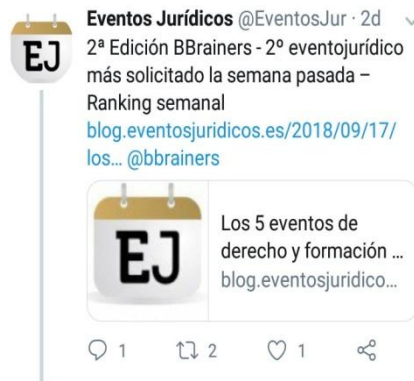 Eventos Jurídicos @EventosJur · 2d
EJ
2ª Edición BBrainers - 2º eventojurídico
más solicitado la semana pasada –
Ranking semanal
blog.eventosjuridicos.es/2018/09/17/
los... @bbrainers
EJ
Los 5 eventos de
derecho y formación ...
blog.eventosjuridico...
1 2 1